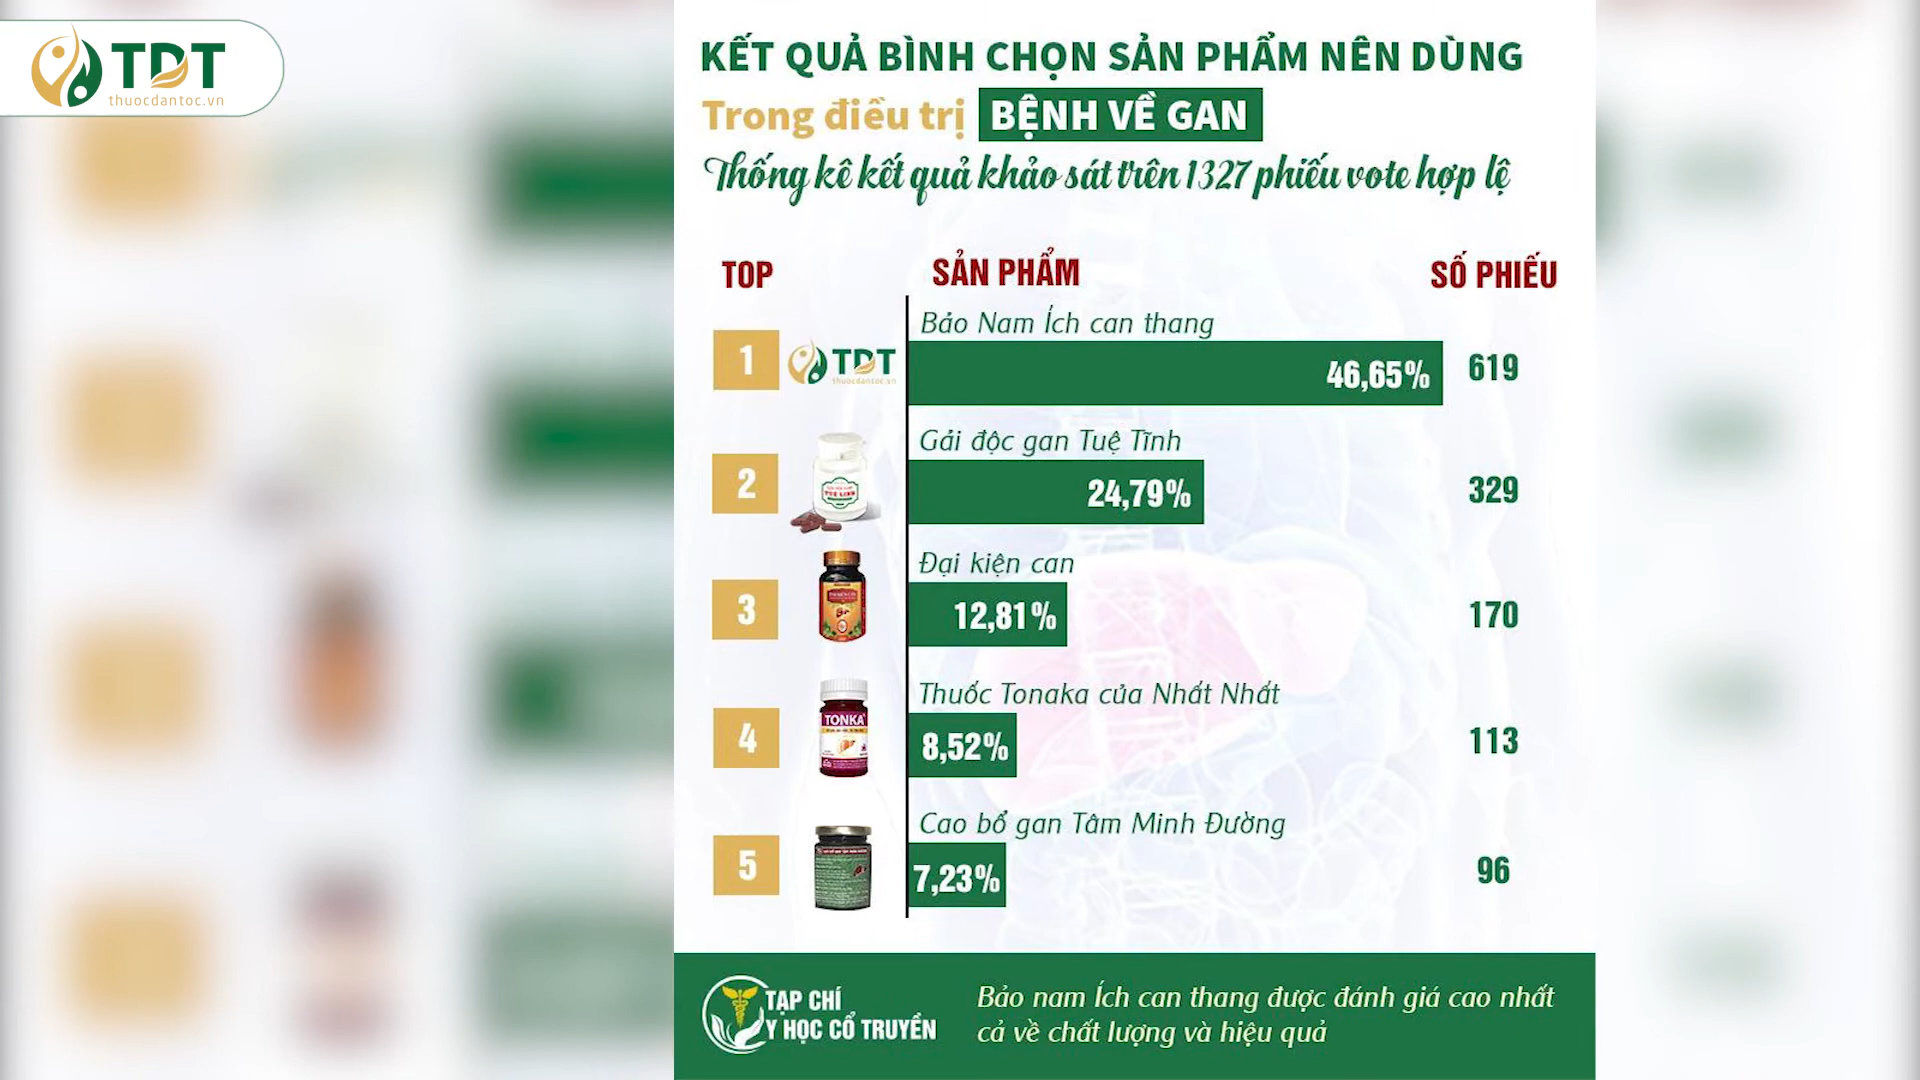 TDT
thuocdantoc.vn
KẾT QUẢ BÌNH CHỌN SẢN PHẨM NÊN DÙNG
Trong điều trị BỆNH VỀ GAN
Thống kê kết quả khảo sát trên 1327 phiếu vote hợp lệ
TOP SẢN PHẨM SỐ PHIẾU
Bảo Nam Ích can thang
1 TDT 46,65% 619
thuocdantoc.vn
Gải độc gan Tuệ Tĩnh
2 24,79% 329
TUỆ LINH
Đại kiện can
3 12,81% 170
Thuốc Tonaka của Nhất Nhất
TONKA
4 8,52% 113
Cao bổ gan Tâm Minh Đường
5 7,23% 96
TẠP CHÍ
Y HỌC CỔ TRUYỀN
Bảo nam Ích can thang được đánh giá cao nhất
cả về chất lượng và hiệu quả